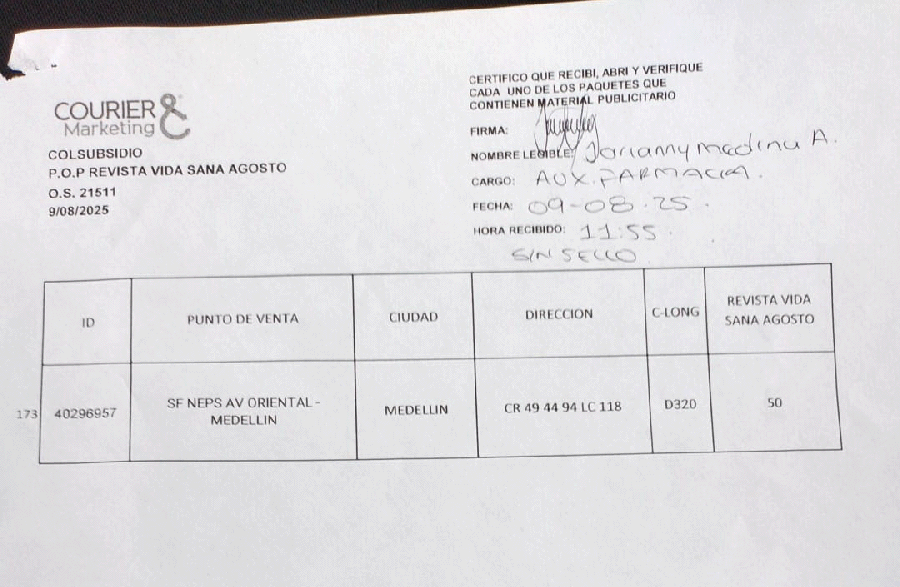 COURIER &
Marketing
COLSUBSIDIO
P.O.P REVISTA VIDA SANA AGOSTO
O.S. 21511
9/08/2025
CERTIFICO QUE RECIBI, ABRI Y VERIFIQUE
CADA UNO DE LOS PAQUETES QUE
CONTIENEN MATERIAL PUBLICITARIO
FIRMA:
NOMBRE LEGIBLE: Dorianny Medina A.
CARGO: AUX. FARMACIA.
FECHA: 09-08.25.
HORA RECIBIDO: 11:55
SIN SELLO
ID PUNTO DE VENTA CIUDAD DIRECCION C-LONG REVISTA VIDA
SANA AGOSTO
173 40296957 SF NEPS AV ORIENTAL - MEDELLIN CR 49 44 94 LC 118 D320 50
MEDELLIN